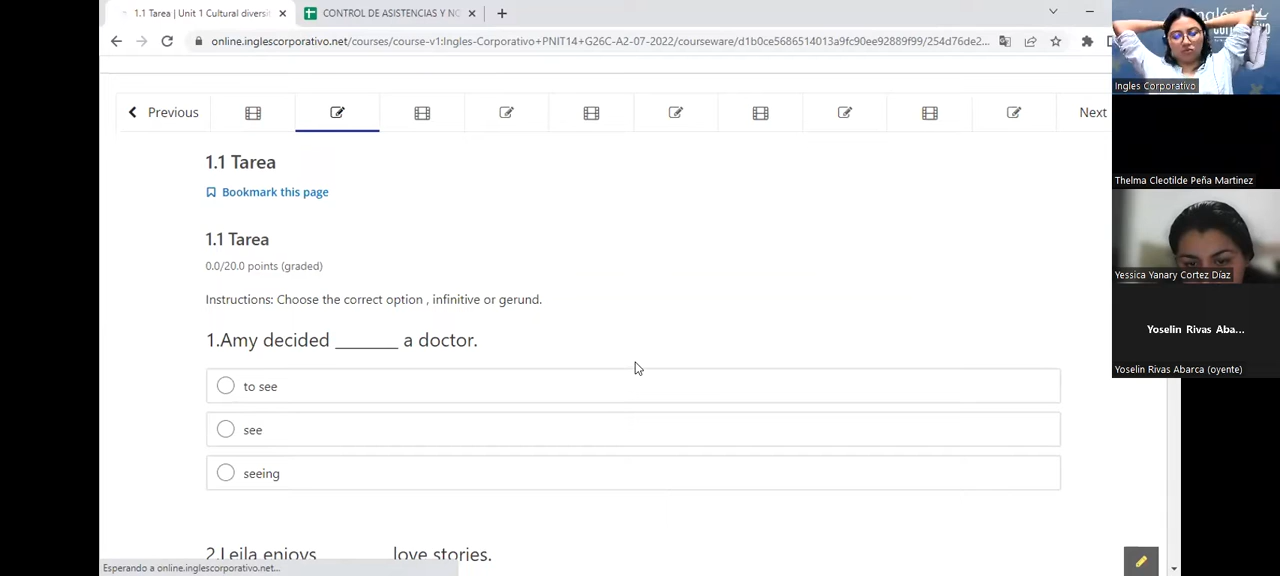 1.1 Tarea | Unit 1 Cultural diversi
CONTROL DE ASISTENCIAS Y NO
online.inglescorporativo.net/courses/course-v1:Ingles-Corporativo+PNIT14+G26C-A2-07-2022/courseware/d1b0ce5686514013a9fc90ee92889f99/254d76de2...
Previous
Next
1.1 Tarea
Bookmark this page
1.1 Tarea
0.0/20.0 points (graded)
Instructions: Choose the correct option , infinitive or gerund.
1.Amy decided _______ a doctor.
to see
see
seeing
2.Leila enjoys love stories.
Esperando a online.inglescorporativo.net...
Ingles Corporativo
Thelma Cleotilde Peña Martinez
Yessica Yanary Cortez Díaz
Yoselin Rivas Aba...
Yoselin Rivas Abarca (oyente)